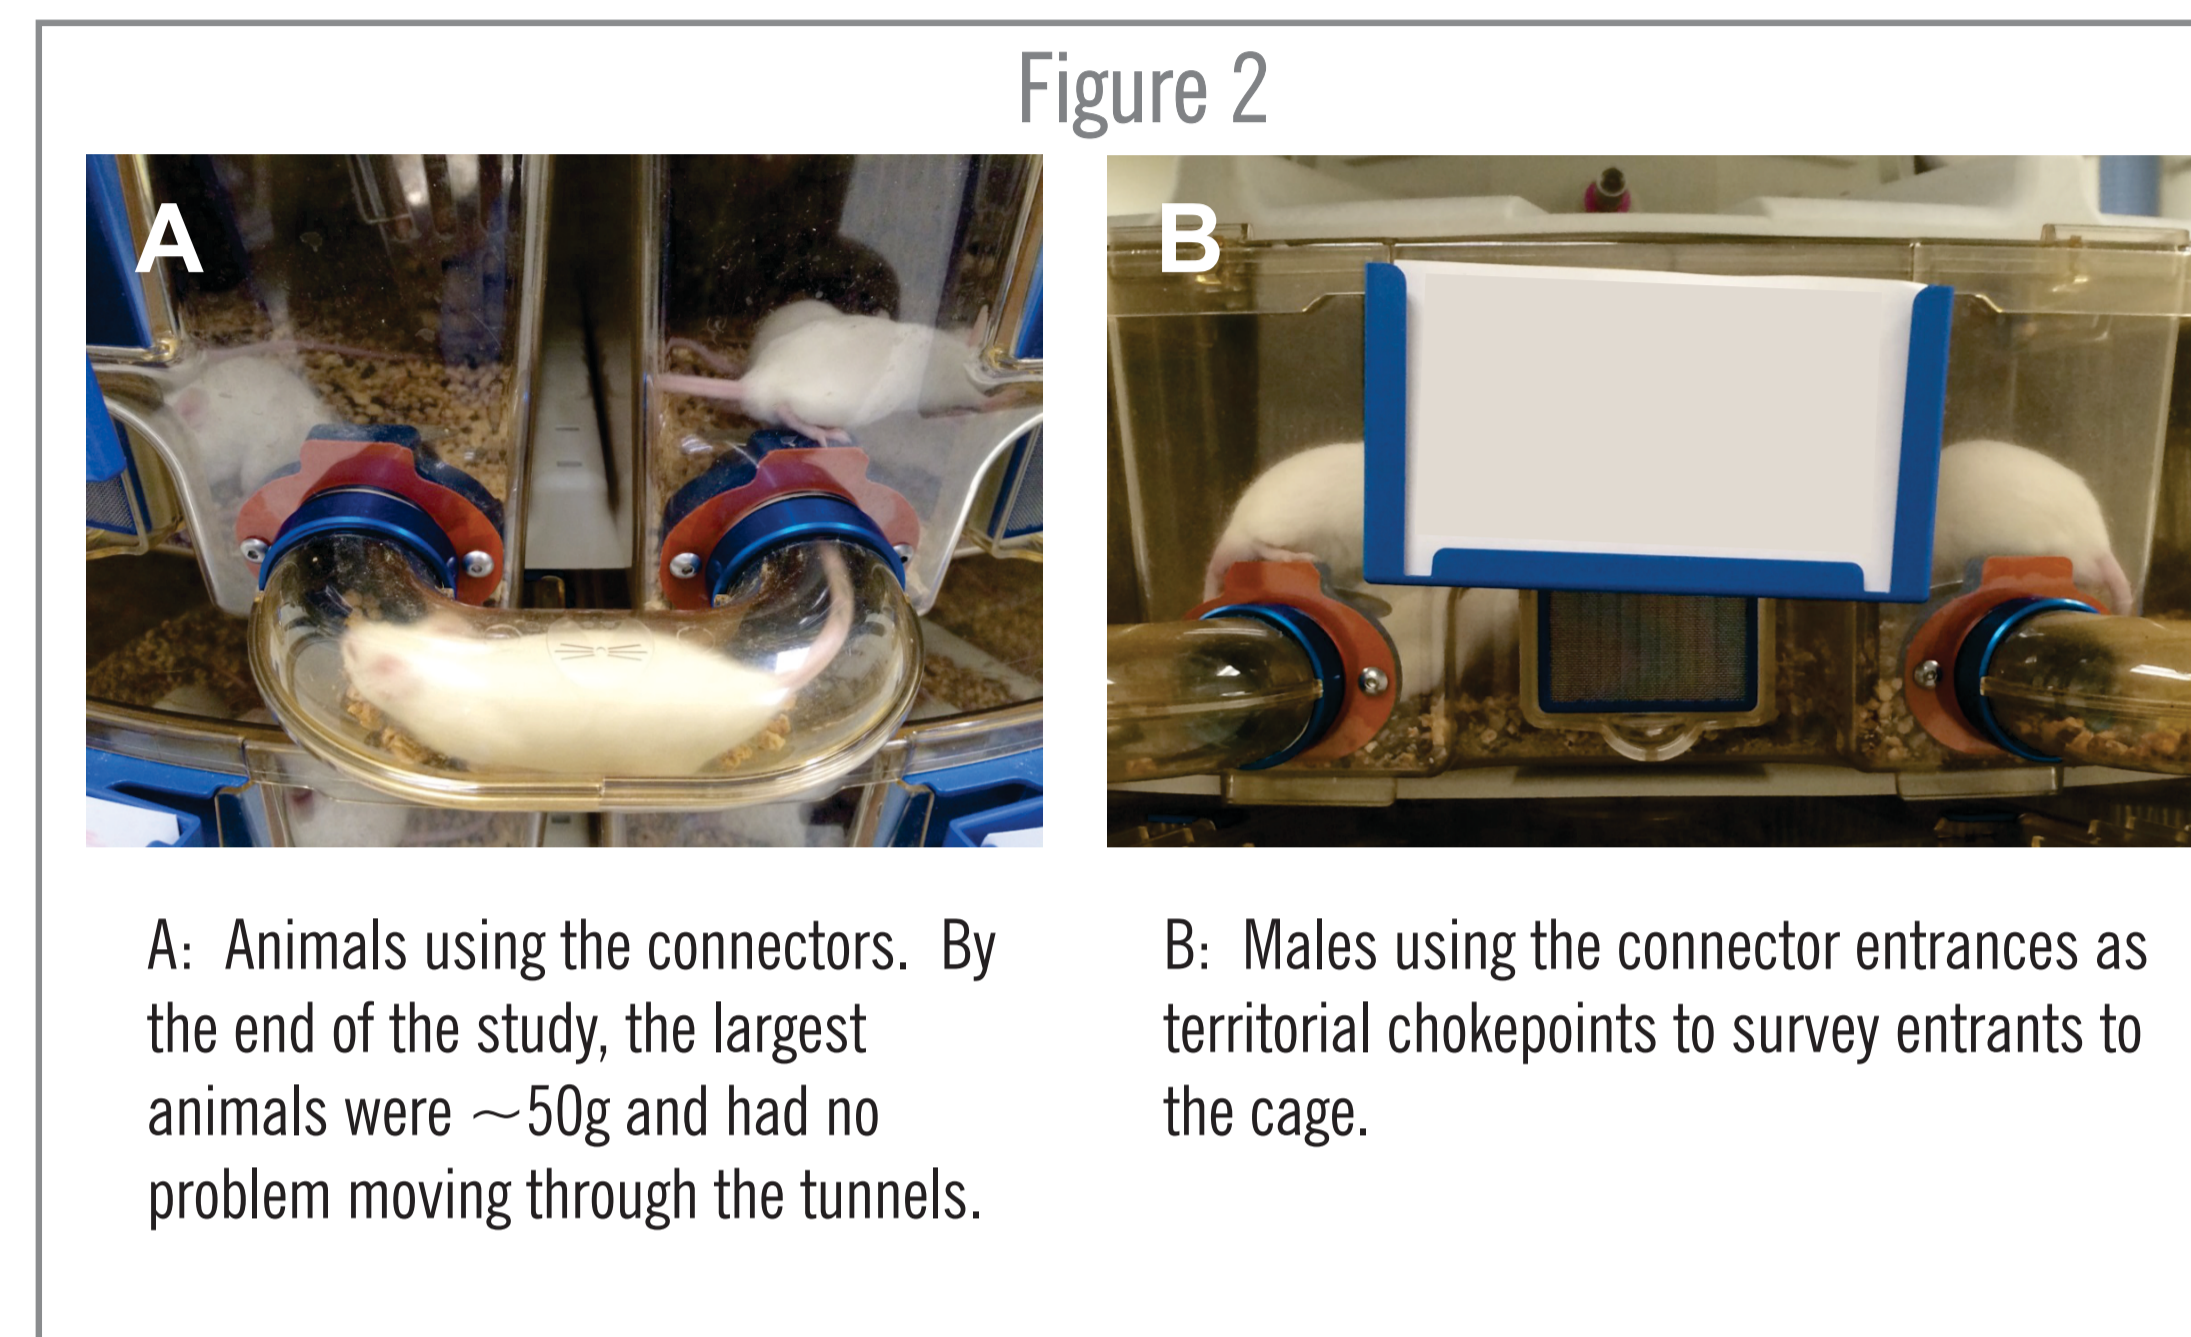 Figure 2
A
B
A: Animals using the connectors. By
the end of the study, the largest
animals were ~50g and had no
problem moving through the tunnels.
B: Males using the connector entrances as
territorial chokepoints to survey entrants to
the cage.